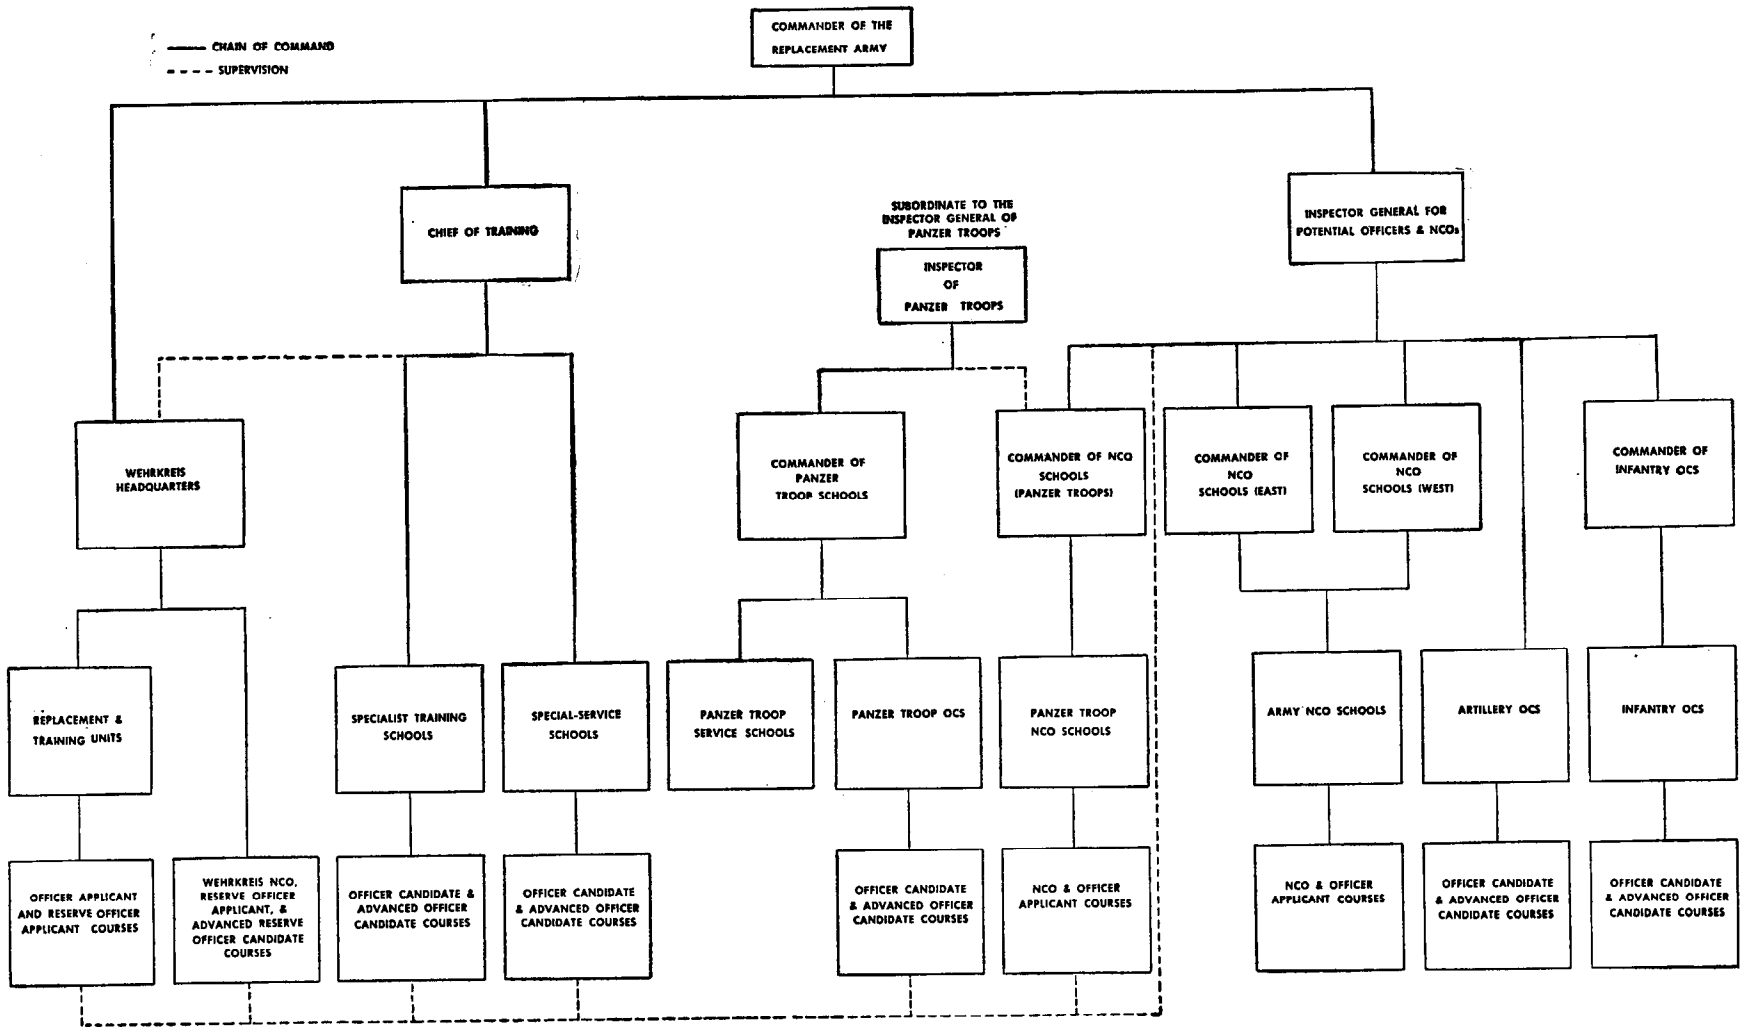 COMMANDER OF THE
REPLACEMENT ARMY
CHAIN OF COMMAND
SUPERVISION
CHIEF OF TRAINING
SUBORDINATE TO THE
INSPECTOR GENERAL OF
PANZER TROOPS
INSPECTOR
OF
PANZER TROOPS
INSPECTOR GENERAL FOR
POTENTIAL OFFICERS & NCOs
WEHRKREIS
HEADQUARTERS
COMMANDER OF
PANZER
TROOP SCHOOLS
COMMANDER OF NCO
SCHOOLS
(PANZER TROOPS)
COMMANDER OF
NCO
SCHOOLS (EAST)
COMMANDER OF
NCO
SCHOOLS (WEST)
COMMANDER OF
INFANTRY OCS
REPLACEMENT &
TRAINING UNITS
SPECIALIST TRAINING
SCHOOLS
SPECIAL-SERVICE
SCHOOLS
PANZER TROOP
SERVICE SCHOOLS
PANZER TROOP OCS
PANZER TROOP
NCO SCHOOLS
ARMY NCO SCHOOLS
ARTILLERY OCS
INFANTRY OCS
OFFICER APPLICANT
AND RESERVE OFFICER
APPLICANT COURSES
WEHRKREIS NCO,
RESERVE OFFICER
APPLICANT, &
ADVANCED RESERVE
OFFICER CANDIDATE
COURSES
OFFICER CANDIDATE &
ADVANCED OFFICER
CANDIDATE COURSES
OFFICER CANDIDATE
& ADVANCED OFFICER
CANDIDATE COURSES
OFFICER CANDIDATE
& ADVANCED OFFICER
CANDIDATE COURSES
NCO & OFFICER
APPLICANT COURSES
NCO & OFFICER
APPLICANT COURSES
OFFICER CANDIDATE
& ADVANCED OFFICER
CANDIDATE COURSES
OFFICER CANDIDATE
& ADVANCED OFFICER
CANDIDATE COURSES